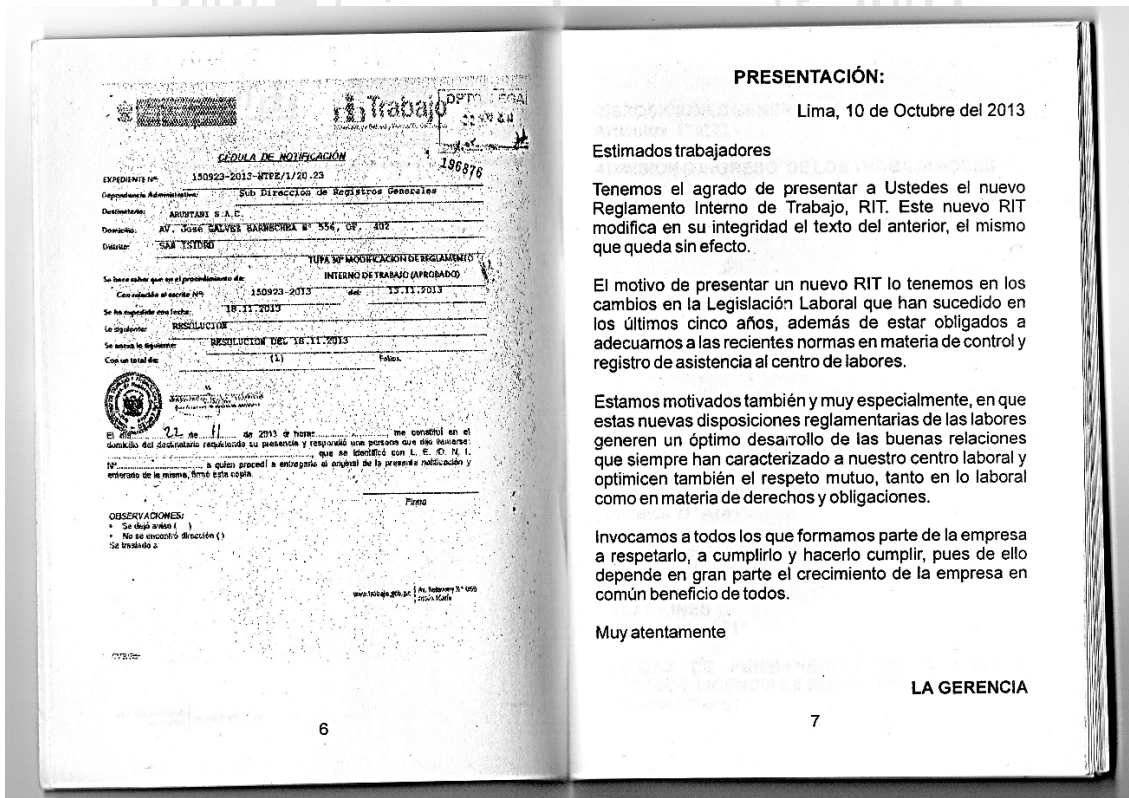 Trabajo
DPTO. LEGAL
CÉDULA DE NOTIFICACIÓN
196876
EXPEDIENTE Nº: 150923-2013-MTPE/1/20.23
Dependencia Administrativa: Sub Dirección de Registros Generales
Destinatario: ARUNTANI S.A.C.
Domicilio: AV. José GALVEZ BARNECHEA Nº 556, OF. 402
Distrito: SAN ISIDRO
TUPA 30º MODIFICACION DE REGLAMENTO
Se hace saber que en el procedimiento de: INTERNO DE TRABAJO (APROBADO)
Con relación al escrito Nº: 150923-2013 del: 13.11.2013
Se ha expedido con fecha: 18.11.2013
Lo siguiente: RESOLUCION
Se anexa lo siguiente: RESOLUCION DEL 18.11.2013
Con un total de: (1) Folios.
El día 22 de 11 de 2013 a horas me constituí en el
domicilio del destinatario requiriendo su presencia y respondió una persona que dijo llamarse:
que se identificó con L. E. /D. N. I.
Nº a quien procedí a entregarle el original de la presente notificación y
enterado de la misma, firmó esta copia.
Firma
OBSERVACIONES:
• Se dejó aviso ( )
• No se encontró dirección ( )
Se traslado a
www.trabajo.gob.pe
Av. Salaverry Nº 655
Jesús María
6
PRESENTACIÓN:
Lima, 10 de Octubre del 2013
Estimados trabajadores
Tenemos el agrado de presentar a Ustedes el nuevo
Reglamento Interno de Trabajo, RIT. Este nuevo RIT
modifica en su integridad el texto del anterior, el mismo
que queda sin efecto.
El motivo de presentar un nuevo RIT lo tenemos en los
cambios en la Legislación Laboral que han sucedido en
los últimos cinco años, además de estar obligados a
adecuarnos a las recientes normas en materia de control y
registro de asistencia al centro de labores.
Estamos motivados también y muy especialmente, en que
estas nuevas disposiciones reglamentarias de las labores
generen un óptimo desarrollo de las buenas relaciones
que siempre han caracterizado a nuestro centro laboral y
optimicen también el respeto mutuo, tanto en lo laboral
como en materia de derechos y obligaciones.
Invocamos a todos los que formamos parte de la empresa
a respetarlo, a cumplirlo y hacerlo cumplir, pues de ello
depende en gran parte el crecimiento de la empresa en
común beneficio de todos.
Muy atentamente
LA GERENCIA
7